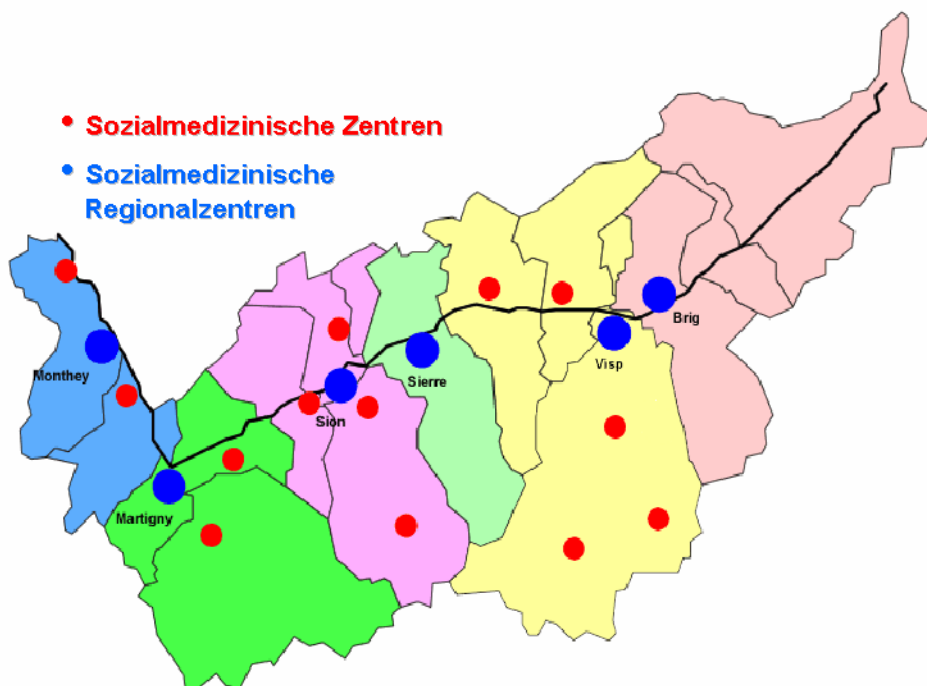 • Sozialmedizinische Zentren
• Sozialmedizinische
Regionalzentren
Monthey
Martigny
Sion
Sierre
Visp
Brig